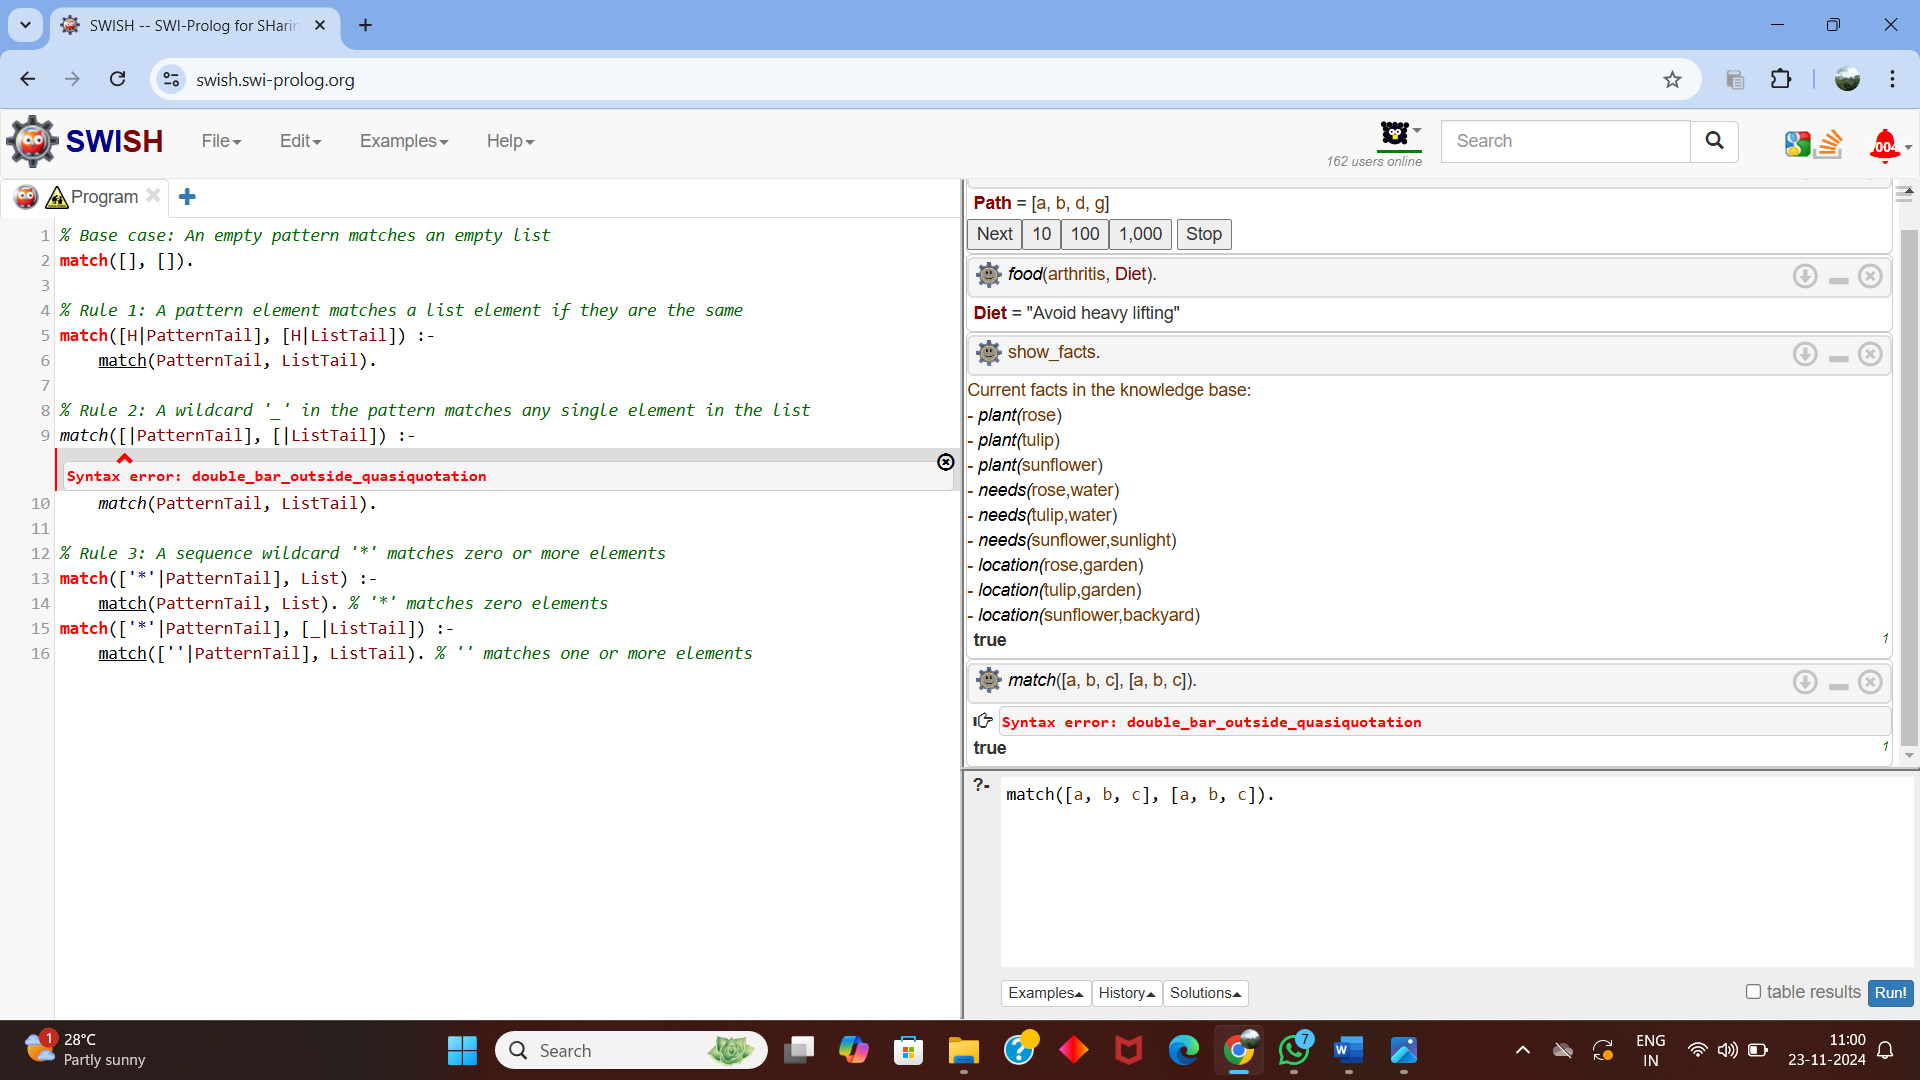 SWISH -- SWI-Prolog for SHarin
swish.swi-prolog.org
SWISH
File
Edit
Examples
Help
162 users online
Search
Program
1 % Base case: An empty pattern matches an empty list
2 match([], []).
3
4 % Rule 1: A pattern element matches a list element if they are the same
5 match([H|PatternTail], [H|ListTail]) :-
6 match(PatternTail, ListTail).
7
8 % Rule 2: A wildcard '_' in the pattern matches any single element in the list
9 match([|PatternTail], [|ListTail]) :-
Syntax error: double_bar_outside_quasiquotation
10 match(PatternTail, ListTail).
11
12 % Rule 3: A sequence wildcard '*' matches zero or more elements
13 match(['*'|PatternTail], List) :-
14 match(PatternTail, List). % '*' matches zero elements
15 match(['*'|PatternTail], [_|ListTail]) :-
16 match([''|PatternTail], ListTail). % '' matches one or more elements
Path = [a, b, d, g]
Next 10 100 1,000 Stop
food(arthritis, Diet).
Diet = "Avoid heavy lifting"
show_facts.
Current facts in the knowledge base:
- plant(rose)
- plant(tulip)
- plant(sunflower)
- needs(rose,water)
- needs(tulip,water)
- needs(sunflower,sunlight)
- location(rose,garden)
- location(tulip,garden)
- location(sunflower,backyard)
true 1
match([a, b, c], [a, b, c]).
Syntax error: double_bar_outside_quasiquotation
true 1
?- match([a, b, c], [a, b, c]).
Examples History Solutions
table results Run!
1
28°C
Partly sunny
Search
7
ENG
IN
11:00
23-11-2024